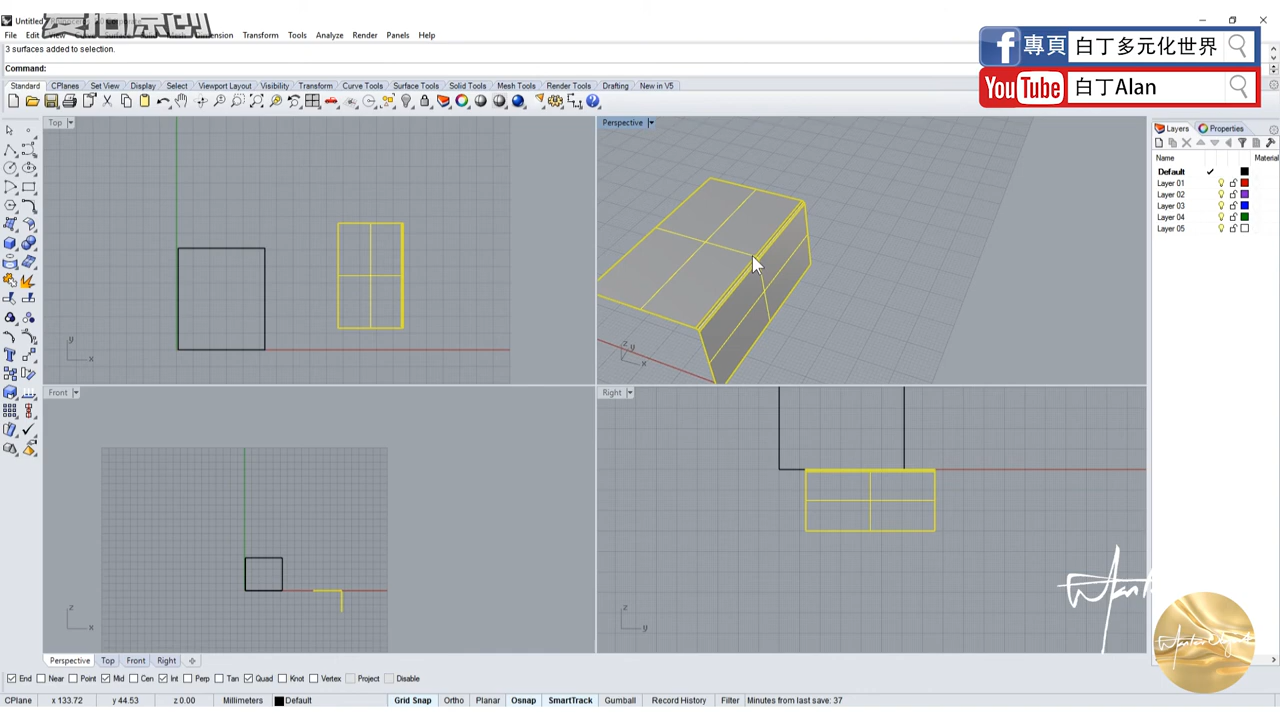 Untitled
File Dimension Transform Tools Analyze Render Panels Help
3 surfaces added to selection.
Command:
專頁 白丁多元化世界
YouTube 白丁Alan
Standard CPlanes Set View Display Select Viewport Layout Visibility Transform Curve Tools Surface Tools Solid Tools Mesh Tools Render Tools Drafting New in V5
Top
Perspective
Layers Properties
Name Material
Default
Layer 01
Layer 02
Layer 03
Layer 04
Layer 05
y
x
z
y
x
Front
Right
z
x
z
y
Perspective Top Front Right
End Near Point Mid Cen Int Perp Tan Quad Knot Vertex Project Disable
CPlane x 133.72 y 44.53 z 0.00 Millimeters Default Grid Snap Ortho Planar Osnap SmartTrack Gumball Record History Filter Minutes from last save: 37